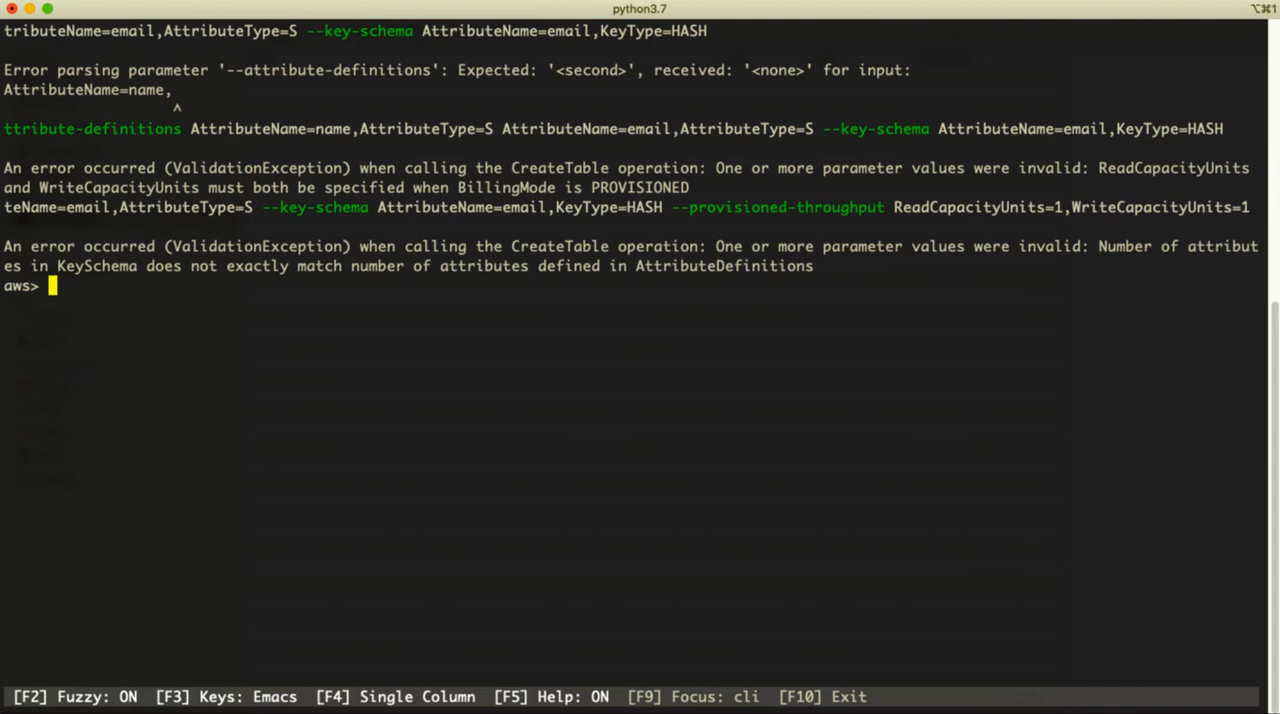 python3.7
⌥⌘1
tributeName=email,AttributeType=S --key-schema AttributeName=email,KeyType=HASH
Error parsing parameter '--attribute-definitions': Expected: '<second>', received: '<none>' for input:
AttributeName=name,
^
ttribute-definitions AttributeName=name,AttributeType=S AttributeName=email,AttributeType=S --key-schema AttributeName=email,KeyType=HASH
An error occurred (ValidationException) when calling the CreateTable operation: One or more parameter values were invalid: ReadCapacityUnits
and WriteCapacityUnits must both be specified when BillingMode is PROVISIONED
teName=email,AttributeType=S --key-schema AttributeName=email,KeyType=HASH --provisioned-throughput ReadCapacityUnits=1,WriteCapacityUnits=1
An error occurred (ValidationException) when calling the CreateTable operation: One or more parameter values were invalid: Number of attribut
es in KeySchema does not exactly match number of attributes defined in AttributeDefinitions
aws>
[F2] Fuzzy: ON [F3] Keys: Emacs [F4] Single Column [F5] Help: ON [F9] Focus: cli [F10] Exit